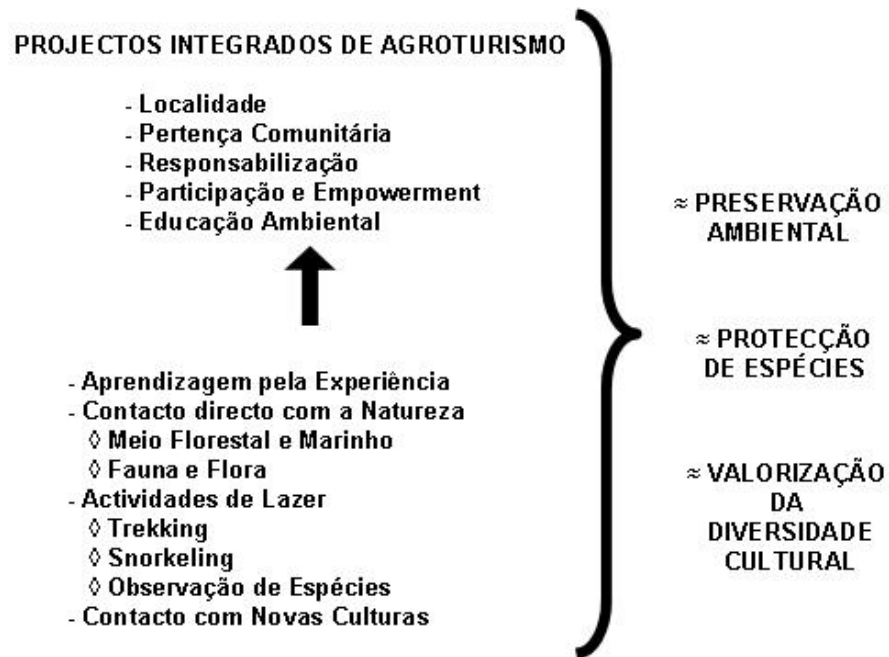 PROJECTOS INTEGRADOS DE AGROTURISMO
- Localidade
- Pertença Comunitária
- Responsabilização
- Participação e Empowerment
- Educação Ambiental
- Aprendizagem pela Experiência
- Contacto directo com a Natureza
◊ Meio Florestal e Marinho
◊ Fauna e Flora
- Actividades de Lazer
◊ Trekking
◊ Snorkeling
◊ Observação de Espécies
- Contacto com Novas Culturas
≈ PRESERVAÇÃO
AMBIENTAL
≈ PROTECÇÃO
DE ESPÉCIES
≈ VALORIZAÇÃO
DA
DIVERSIDADE
CULTURAL